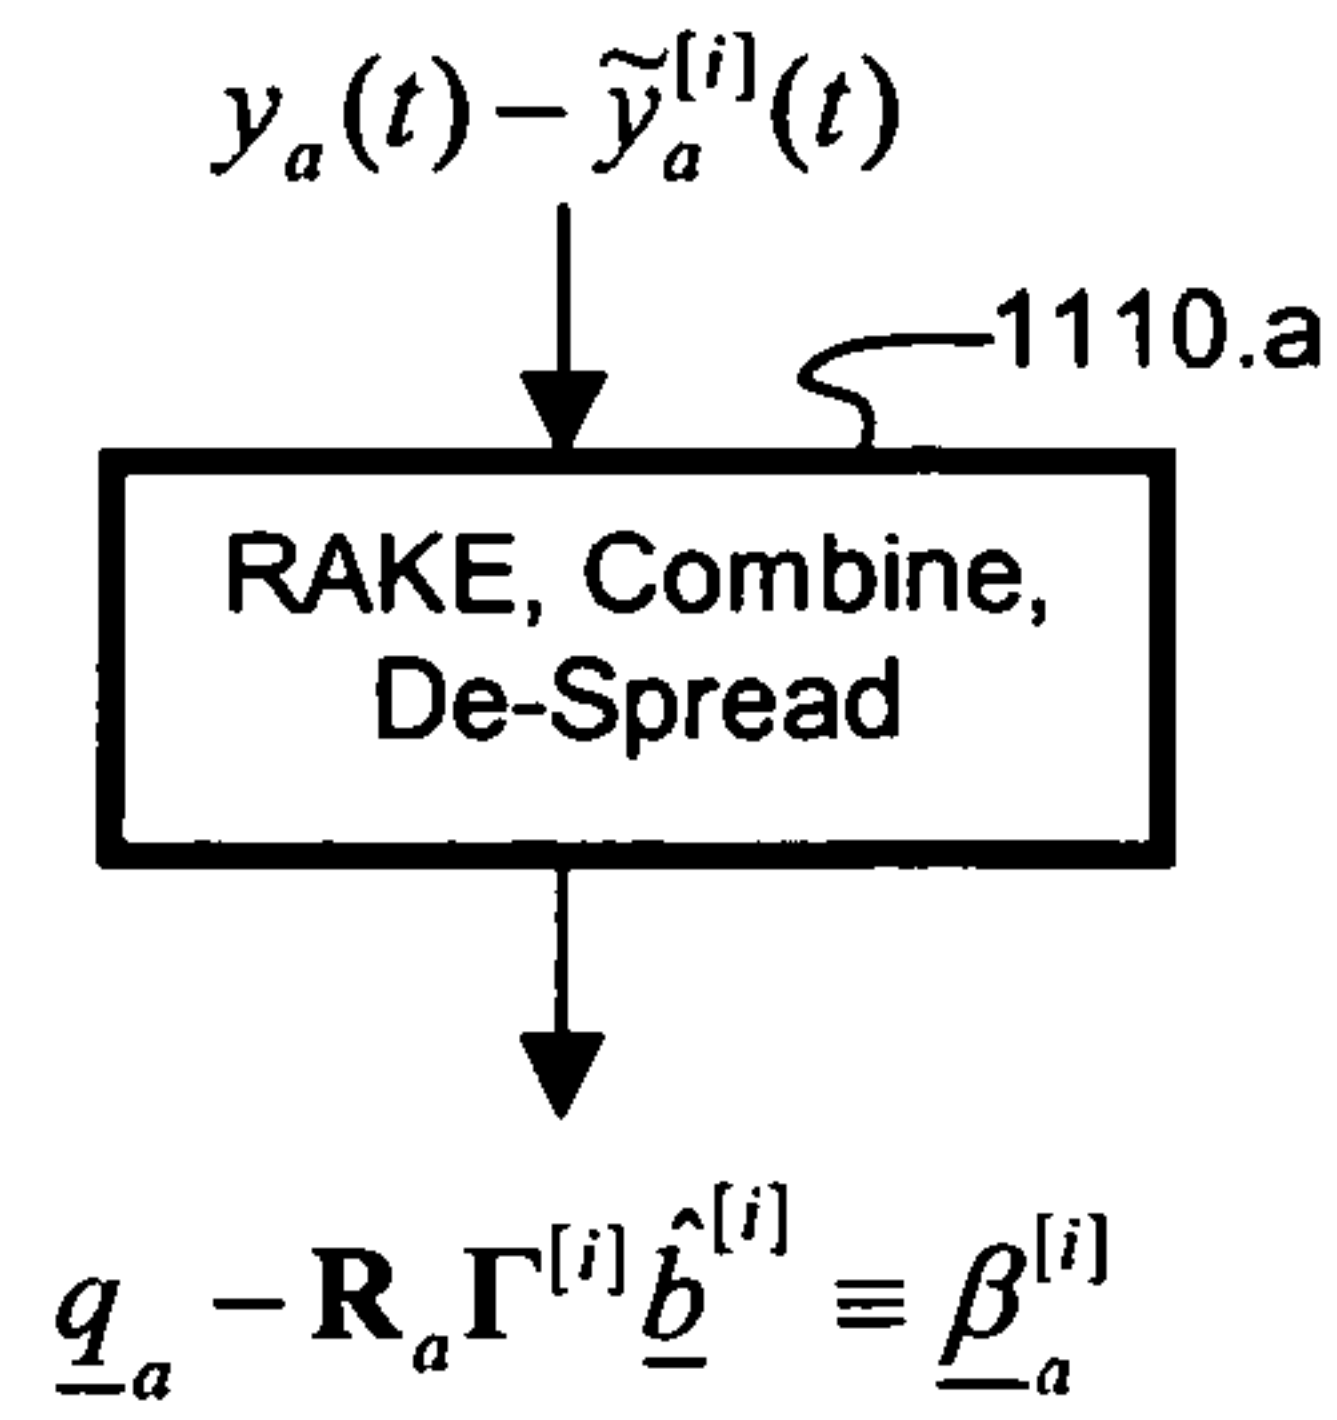 y_a(t) − ỹ_a^[i](t)
1110.a
RAKE, Combine,
De-Spread
q_a − R_a Γ^[i] b̂^[i] ≡ β_a^[i]